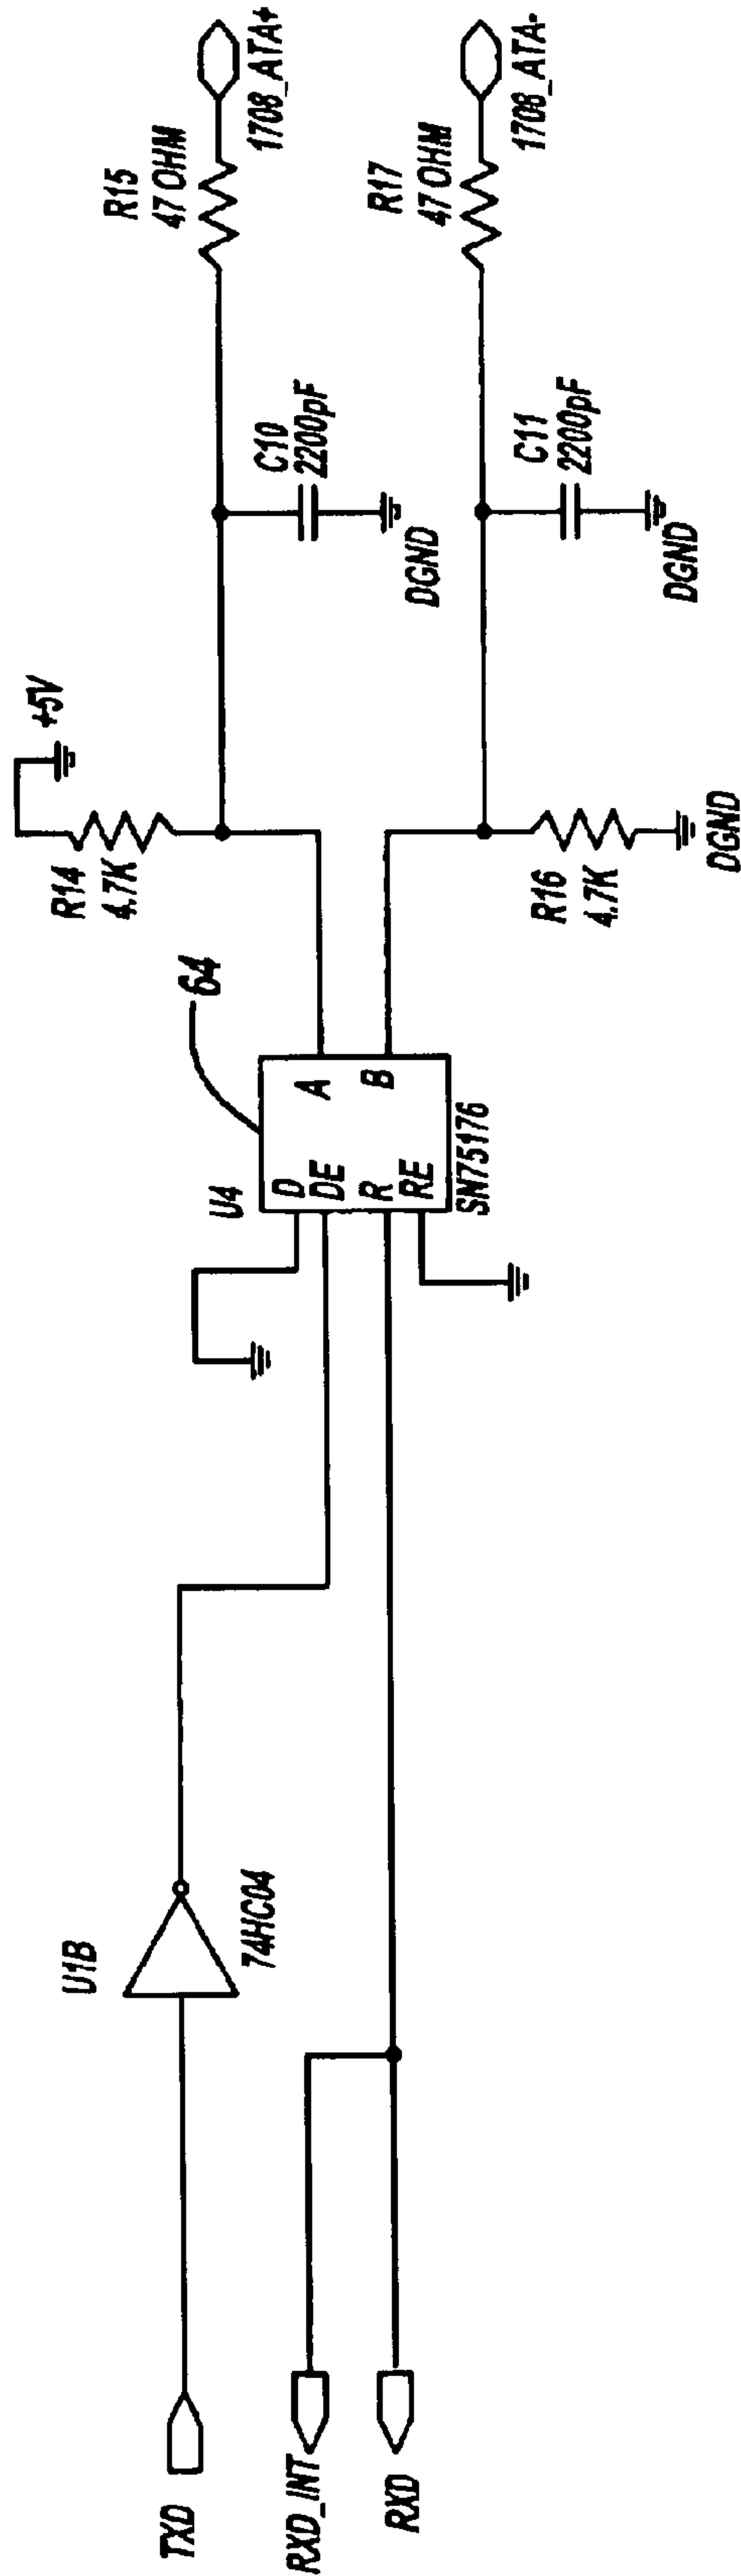 TXD
RXD_INT
RXD
U1B
74HC04
U4
D
DE
R
RE
A
B
SN75176
64
R14
4.7K
+5V
R16
4.7K
DGND
C10
2200pF
DGND
C11
2200pF
DGND
R15
47 OHM
1708_ATA+
R17
47 OHM
1708_ATA-